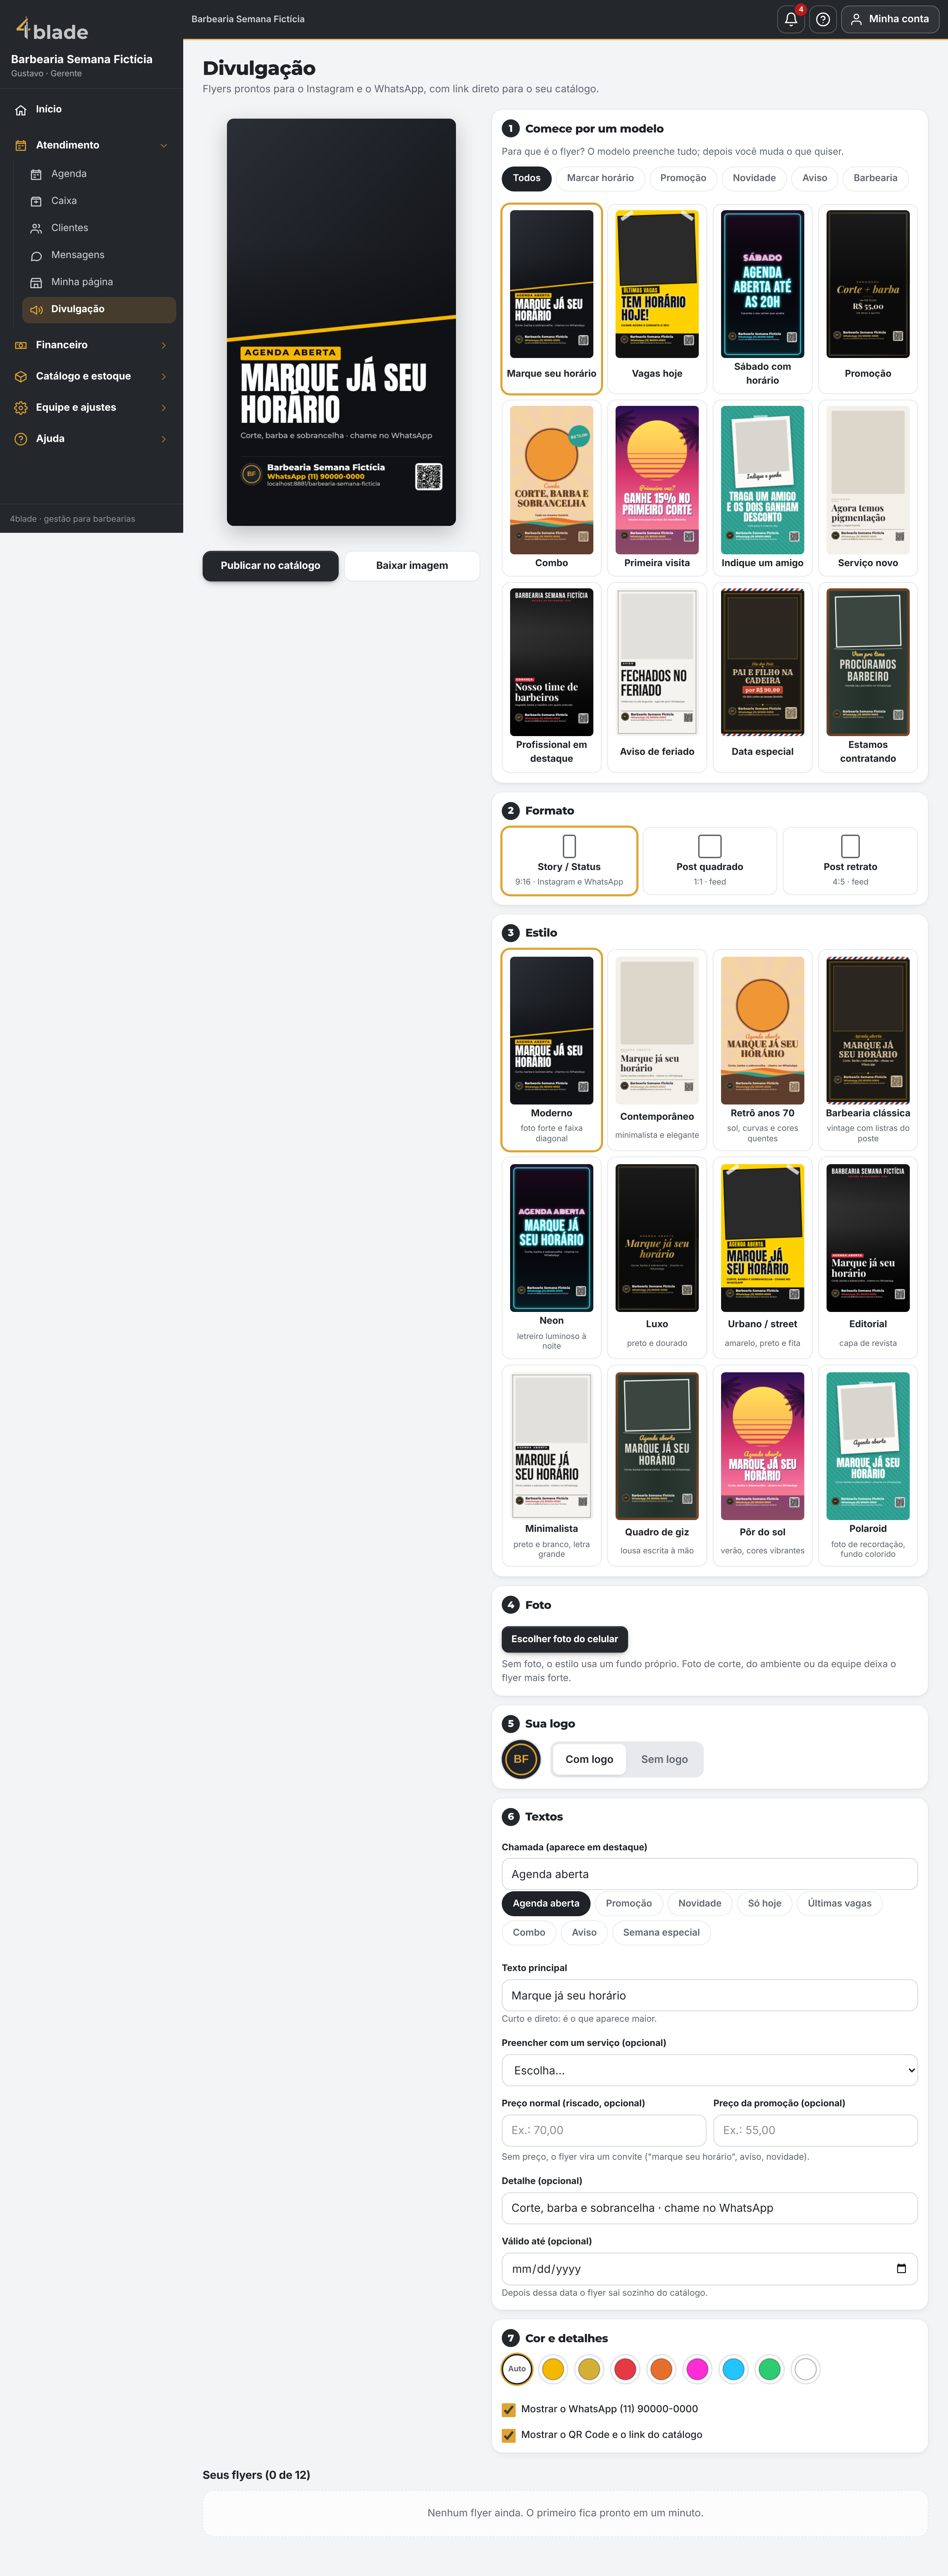 4blade
Barbearia Semana Fictícia
Gustavo · Gerente
Início
Atendimento
Agenda
Caixa
Clientes
Mensagens
Minha página
Divulgação
Financeiro
Catálogo e estoque
Equipe e ajustes
Ajuda
4blade · gestão para barbearias
Barbearia Semana Fictícia
4
Minha conta
Divulgação
Flyers prontos para o Instagram e o WhatsApp, com link direto para o seu catálogo.
AGENDA ABERTA
MARQUE JÁ SEU
HORÁRIO
Corte, barba e sobrancelha · chame no WhatsApp
BF
Barbearia Semana Fictícia
WhatsApp (11) 90000-0000
localhost:8881/barbearia-semana-ficticia
Publicar no catálogo
Baixar imagem
1 Comece por um modelo
Para que é o flyer? O modelo preenche tudo; depois você muda o que quiser.
Todos
Marcar horário
Promoção
Novidade
Aviso
Barbearia
AGENDA ABERTA
MARQUE JÁ SEU
HORÁRIO
Marque seu horário
ÚLTIMAS VAGAS
TEM HORÁRIO
HOJE!
Vagas hoje
SÁBADO
AGENDA
ABERTA ATÉ
AS 20H
Sábado com
horário
Corte + barba
R$ 55,00
Promoção
Combo
CORTE, BARBA E
SOBRANCELHA
Combo
Primeira vez?
GANHE 15% NO
PRIMEIRO CORTE
Primeira visita
Indique e ganhe
TRAGA UM AMIGO
E OS DOIS GANHAM
DESCONTO
Indique um amigo
Agora temos
pigmentação
Serviço novo
BARBEARIA SEMANA FICTÍCIA
Nosso time de
barbeiros
Profissional em
destaque
AVISO
FECHADOS NO
FERIADO
Aviso de feriado
Dia dos Pais
PAI E FILHO NA
CADEIRA
por R$ 90,00
Data especial
Vem pro time
PROCURAMOS
BARBEIRO
Estamos
contratando
2 Formato
Story / Status
9:16 · Instagram e WhatsApp
Post quadrado
1:1 · feed
Post retrato
4:5 · feed
3 Estilo
AGENDA ABERTA
MARQUE JÁ SEU
HORÁRIO
Moderno
foto forte e faixa
diagonal
Marque já seu
horário
Contemporâneo
minimalista e elegante
Agenda aberta
MARQUE JÁ SEU
HORÁRIO
Retrô anos 70
sol, curvas e cores
quentes
Agenda aberta
MARQUE JÁ
SEU HORÁRIO
Barbearia clássica
vintage com listras do
poste
AGENDA ABERTA
MARQUE JÁ
SEU HORÁRIO
Neon
letreiro luminoso à
noite
Marque já seu
horário
Luxo
preto e dourado
AGENDA ABERTA
MARQUE JÁ
SEU HORÁRIO
Urbano / street
amarelo, preto e fita
BARBEARIA SEMANA FICTÍCIA
Marque já seu
horário
Editorial
capa de revista
AGENDA ABERTA
MARQUE JÁ
SEU HORÁRIO
Minimalista
preto e branco, letra
grande
Agenda aberta
MARQUE JÁ SEU
HORÁRIO
Quadro de giz
lousa escrita à mão
Agenda aberta
MARQUE JÁ SEU
HORÁRIO
Pôr do sol
verão, cores vibrantes
Agenda aberta
MARQUE JÁ SEU
HORÁRIO
Polaroid
foto de recordação,
fundo colorido
4 Foto
Escolher foto do celular
Sem foto, o estilo usa um fundo próprio. Foto de corte, do ambiente ou da equipe deixa o
flyer mais forte.
5 Sua logo
BF
Com logo
Sem logo
6 Textos
Chamada (aparece em destaque)
Agenda aberta
Agenda aberta
Promoção
Novidade
Só hoje
Últimas vagas
Combo
Aviso
Semana especial
Texto principal
Marque já seu horário
Curto e direto: é o que aparece maior.
Preencher com um serviço (opcional)
Escolha...
Preço normal (riscado, opcional)
Preço da promoção (opcional)
Ex.: 70,00
Ex.: 55,00
Sem preço, o flyer vira um convite ("marque seu horário", aviso, novidade).
Detalhe (opcional)
Corte, barba e sobrancelha · chame no WhatsApp
Válido até (opcional)
mm/dd/yyyy
Depois dessa data o flyer sai sozinho do catálogo.
7 Cor e detalhes
Auto
Mostrar o WhatsApp (11) 90000-0000
Mostrar o QR Code e o link do catálogo
Seus flyers (0 de 12)
Nenhum flyer ainda. O primeiro fica pronto em um minuto.